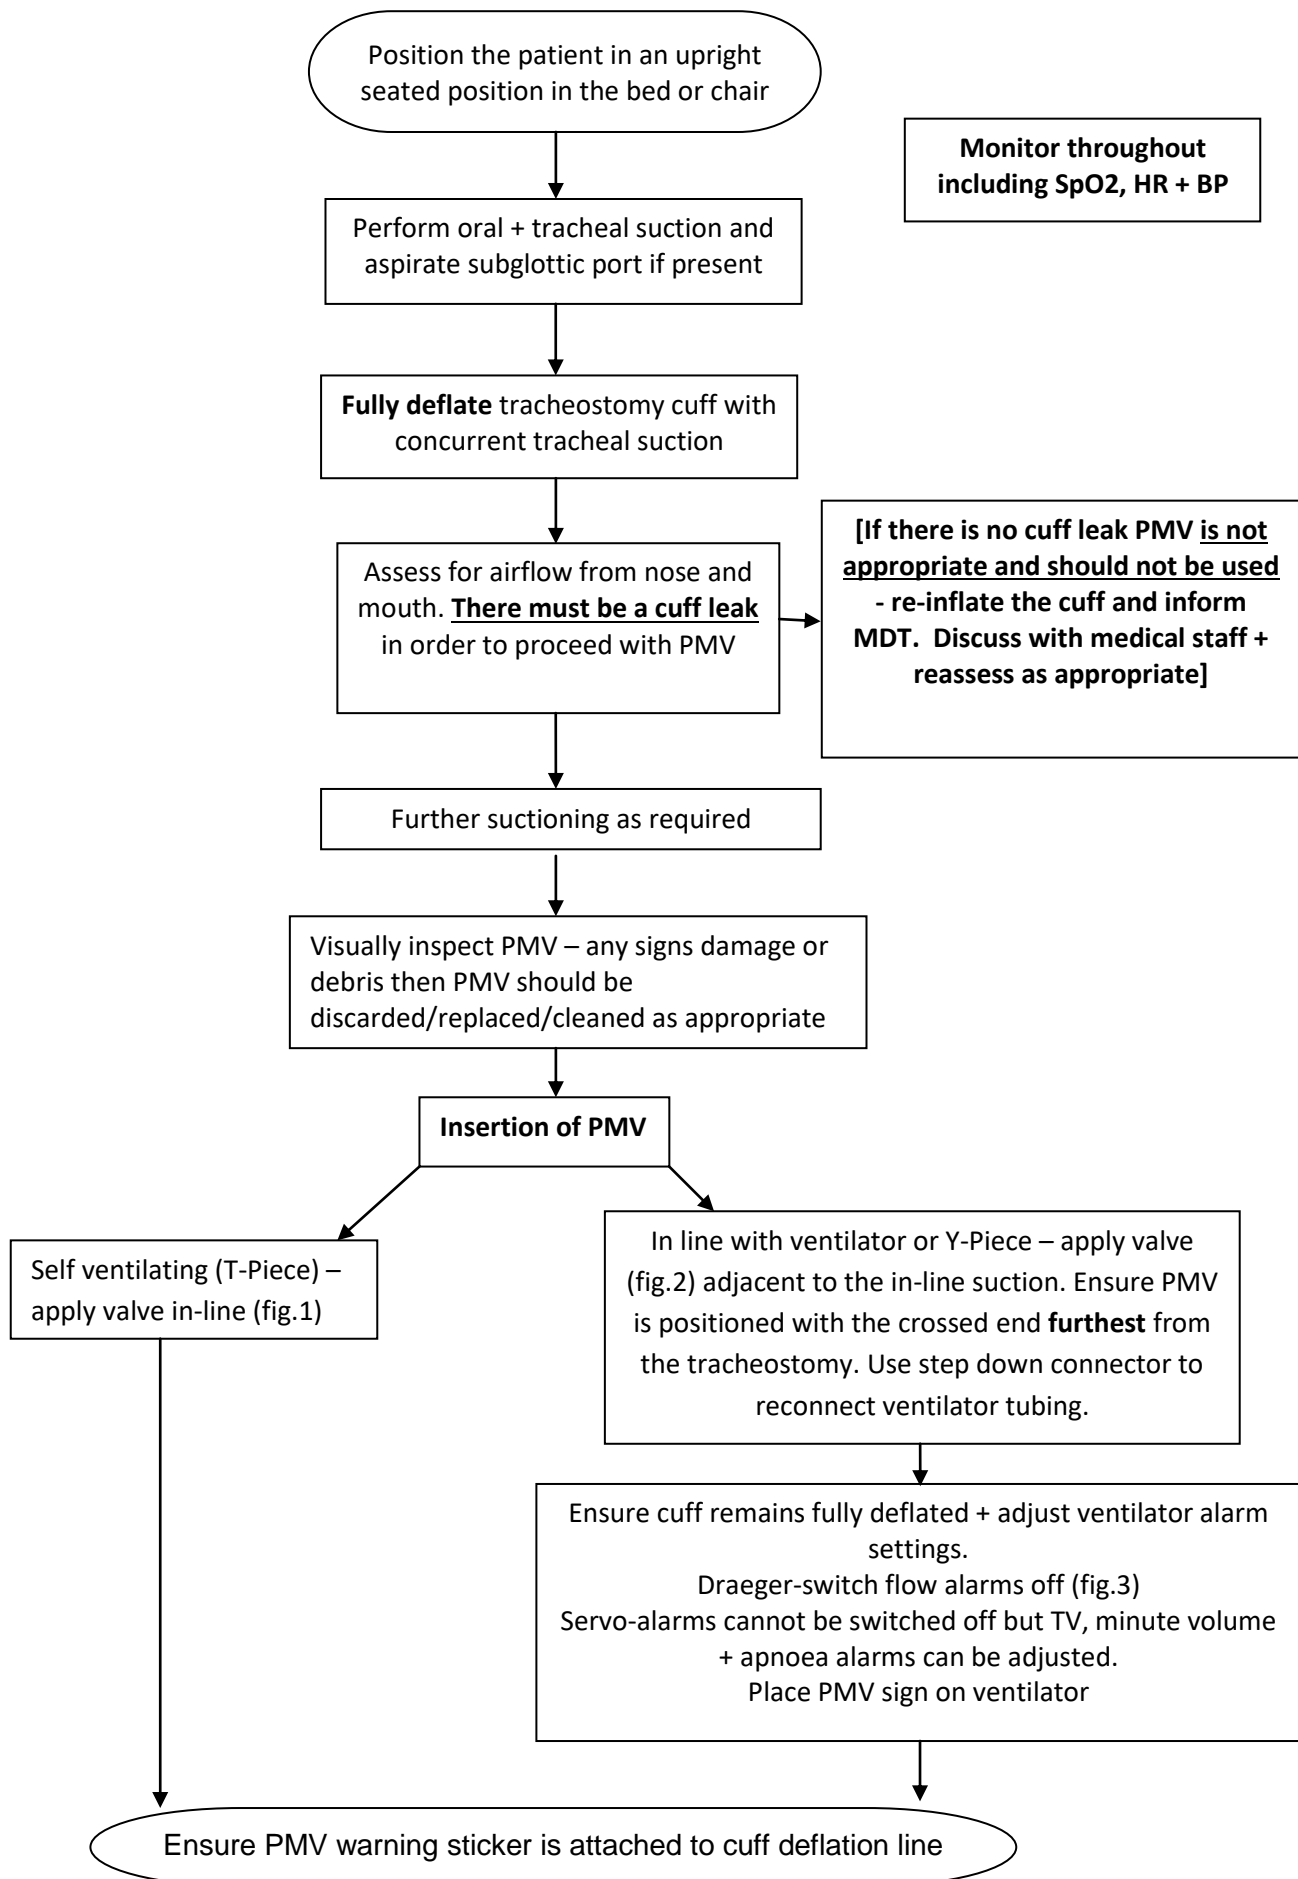 Position the patient in an upright
seated position in the bed or chair
Monitor throughout
including SpO2, HR + BP
Perform oral + tracheal suction and
aspirate subglottic port if present
Fully deflate tracheostomy cuff with
concurrent tracheal suction
Assess for airflow from nose and
mouth. There must be a cuff leak
in order to proceed with PMV
[If there is no cuff leak PMV is not
appropriate and should not be used
- re-inflate the cuff and inform
MDT. Discuss with medical staff +
reassess as appropriate]
Further suctioning as required
Visually inspect PMV – any signs damage or
debris then PMV should be
discarded/replaced/cleaned as appropriate
Insertion of PMV
Self ventilating (T-Piece) –
apply valve in-line (fig.1)
In line with ventilator or Y-Piece – apply valve
(fig.2) adjacent to the in-line suction. Ensure PMV
is positioned with the crossed end furthest from
the tracheostomy. Use step down connector to
reconnect ventilator tubing.
Ensure cuff remains fully deflated + adjust ventilator alarm
settings.
Draeger-switch flow alarms off (fig.3)
Servo-alarms cannot be switched off but TV, minute volume
+ apnoea alarms can be adjusted.
Place PMV sign on ventilator
Ensure PMV warning sticker is attached to cuff deflation line